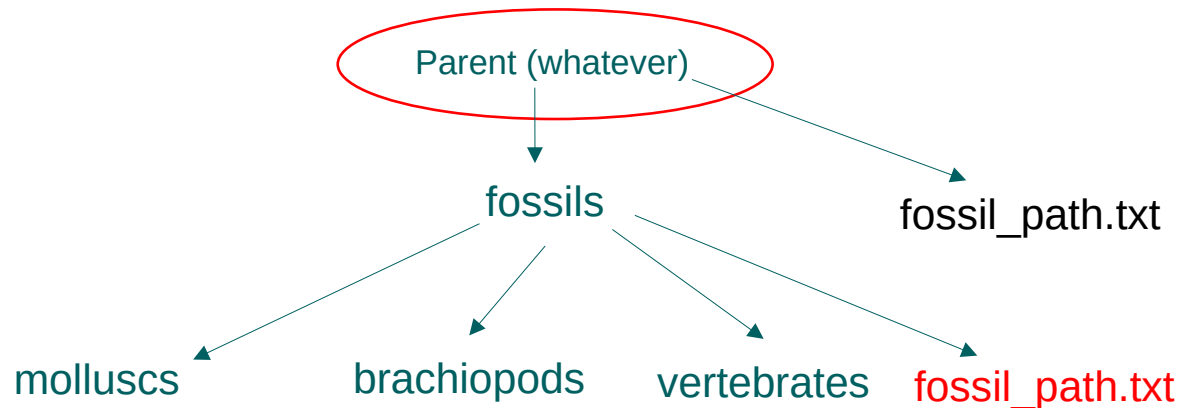 Parent (whatever)
fossils
fossil_path.txt
molluscs
brachiopods
vertebrates
fossil_path.txt